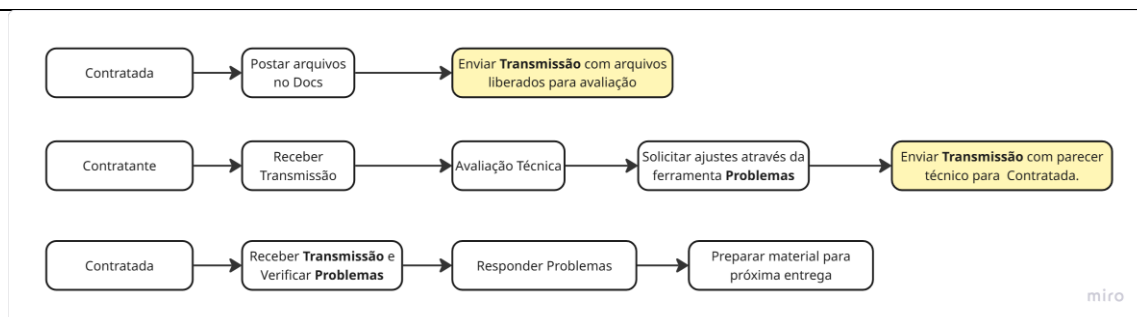 Contratada
Postar arquivos
no Docs
Enviar Transmissão com arquivos
liberados para avaliação
Contratante
Receber
Transmissão
Avaliação Técnica
Solicitar ajustes através da
ferramenta Problemas
Enviar Transmissão com parecer
técnico para Contratada.
Contratada
Receber Transmissão e
Verificar Problemas
Responder Problemas
Preparar material para
próxima entrega
miro